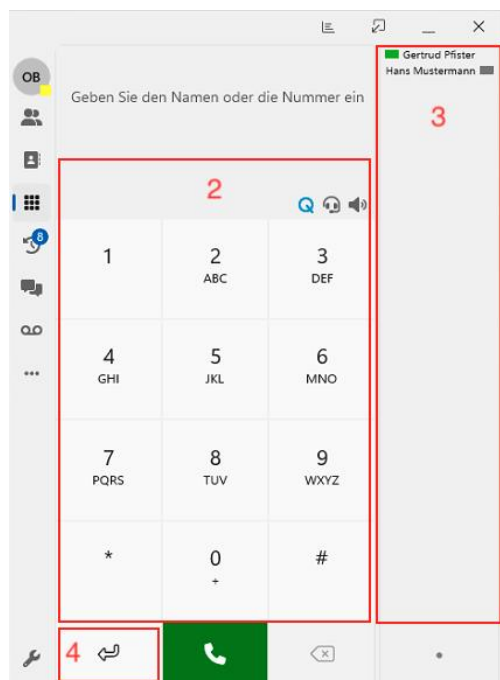 Gertrud Pfister
Hans Mustermann
OB
3
Geben Sie den Namen oder die Nummer ein
2
Q
8
1
2
ABC
3
DEF
4
GHI
5
JKL
6
MNO
7
PQRS
8
TUV
9
WXYZ
*
0
+
#
4